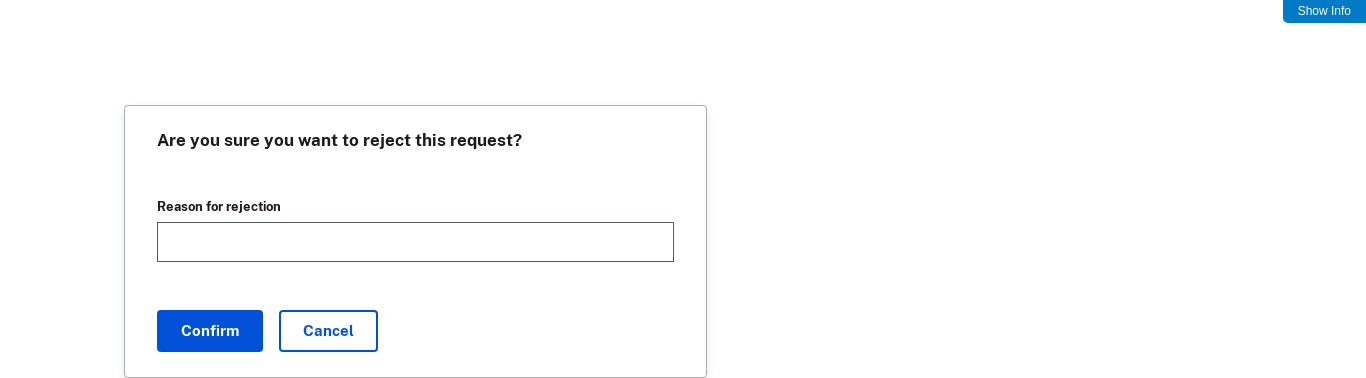 Show Info
Are you sure you want to reject this request?
Reason for rejection
Confirm
Cancel